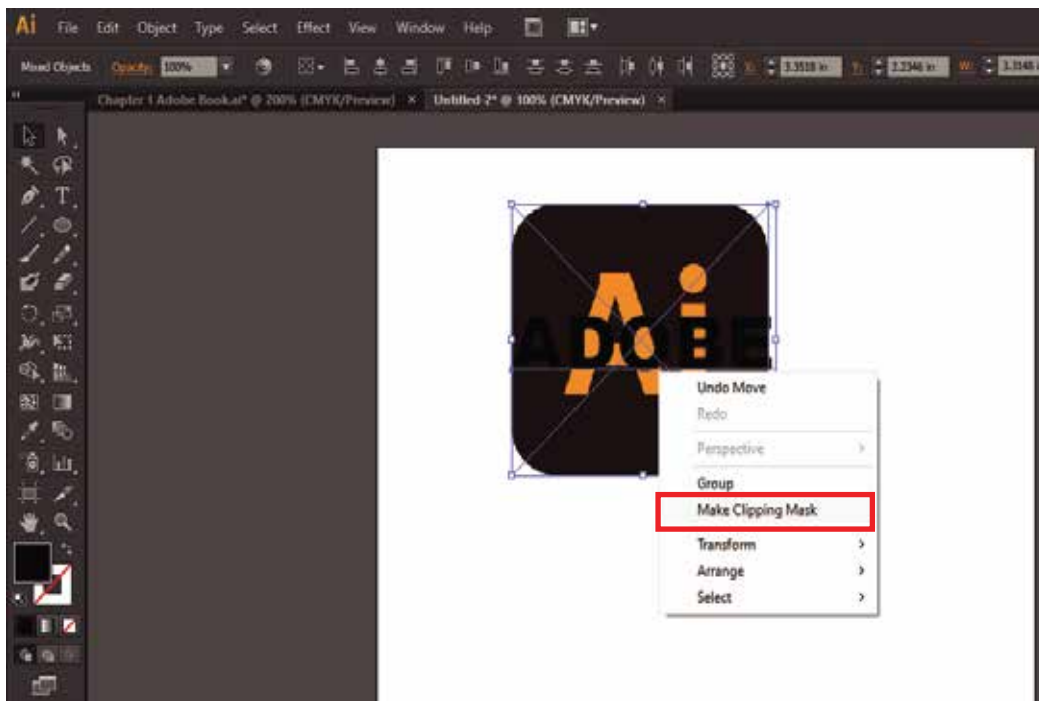 Ai File Edit Object Type Select Effect View Window Help
Mixed Objects Opacity: 100% X: 3.3518 in Y: 2.2346 in W:
Chapter 1 Adobe Book.ai* @ 200% (CMYK/Preview) × Untitled-2* @ 100% (CMYK/Preview) ×
Ai
ADOBE
Undo Move
Redo
Perspective
Group
Make Clipping Mask
Transform
Arrange
Select